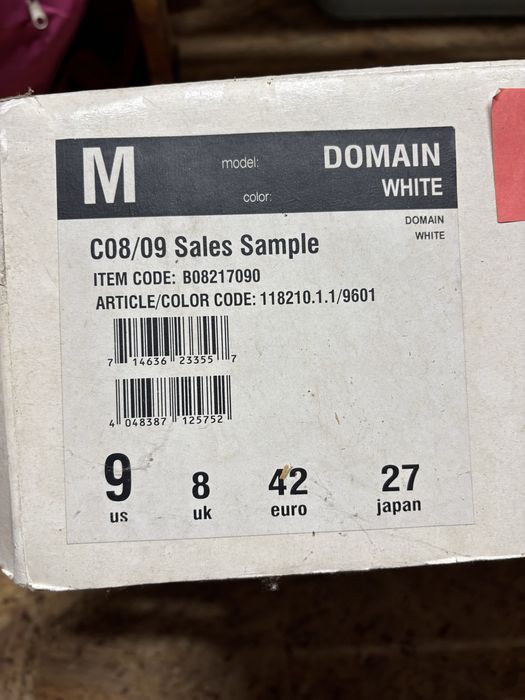 M
model: DOMAIN
color: WHITE
DOMAIN
WHITE
C08/09 Sales Sample
ITEM CODE: B08217090
ARTICLE/COLOR CODE: 118210.1.1/9601
7 14636 23355 7
4 048387 125752
9 8 42 27
us uk euro japan